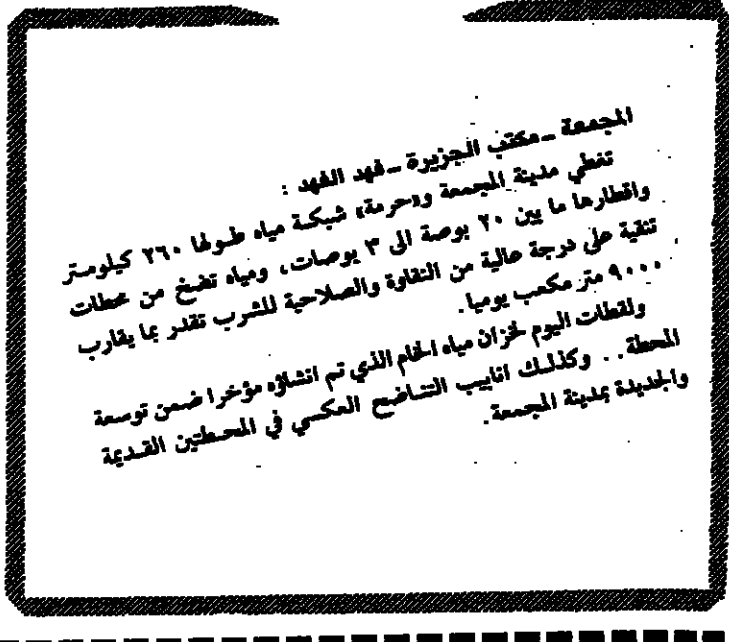 المجمعة - مكتب الجزيرة - فهد الفهد :
تغطي مدينة المجمعة و«حرمة» شبكة مياه طولها ٢٦٠ كيلومتر
واقطارها ما بين ٢٠ بوصة الى ٣ بوصات، ومياه تضخ من محطات
تنقية على درجة عالية من النقاوة والصلاحية للشرب تقدر بما يقارب
٩٠٠٠ متر مكعب يوميا.
ولقطات اليوم لخزان مياه الخام الذي تم انشاؤه مؤخرا ضمن توسعة
المحطة.. وكذلك انابيب التناضح العكسي في المحطتين القديمة
والجديدة بمدينة المجمعة.